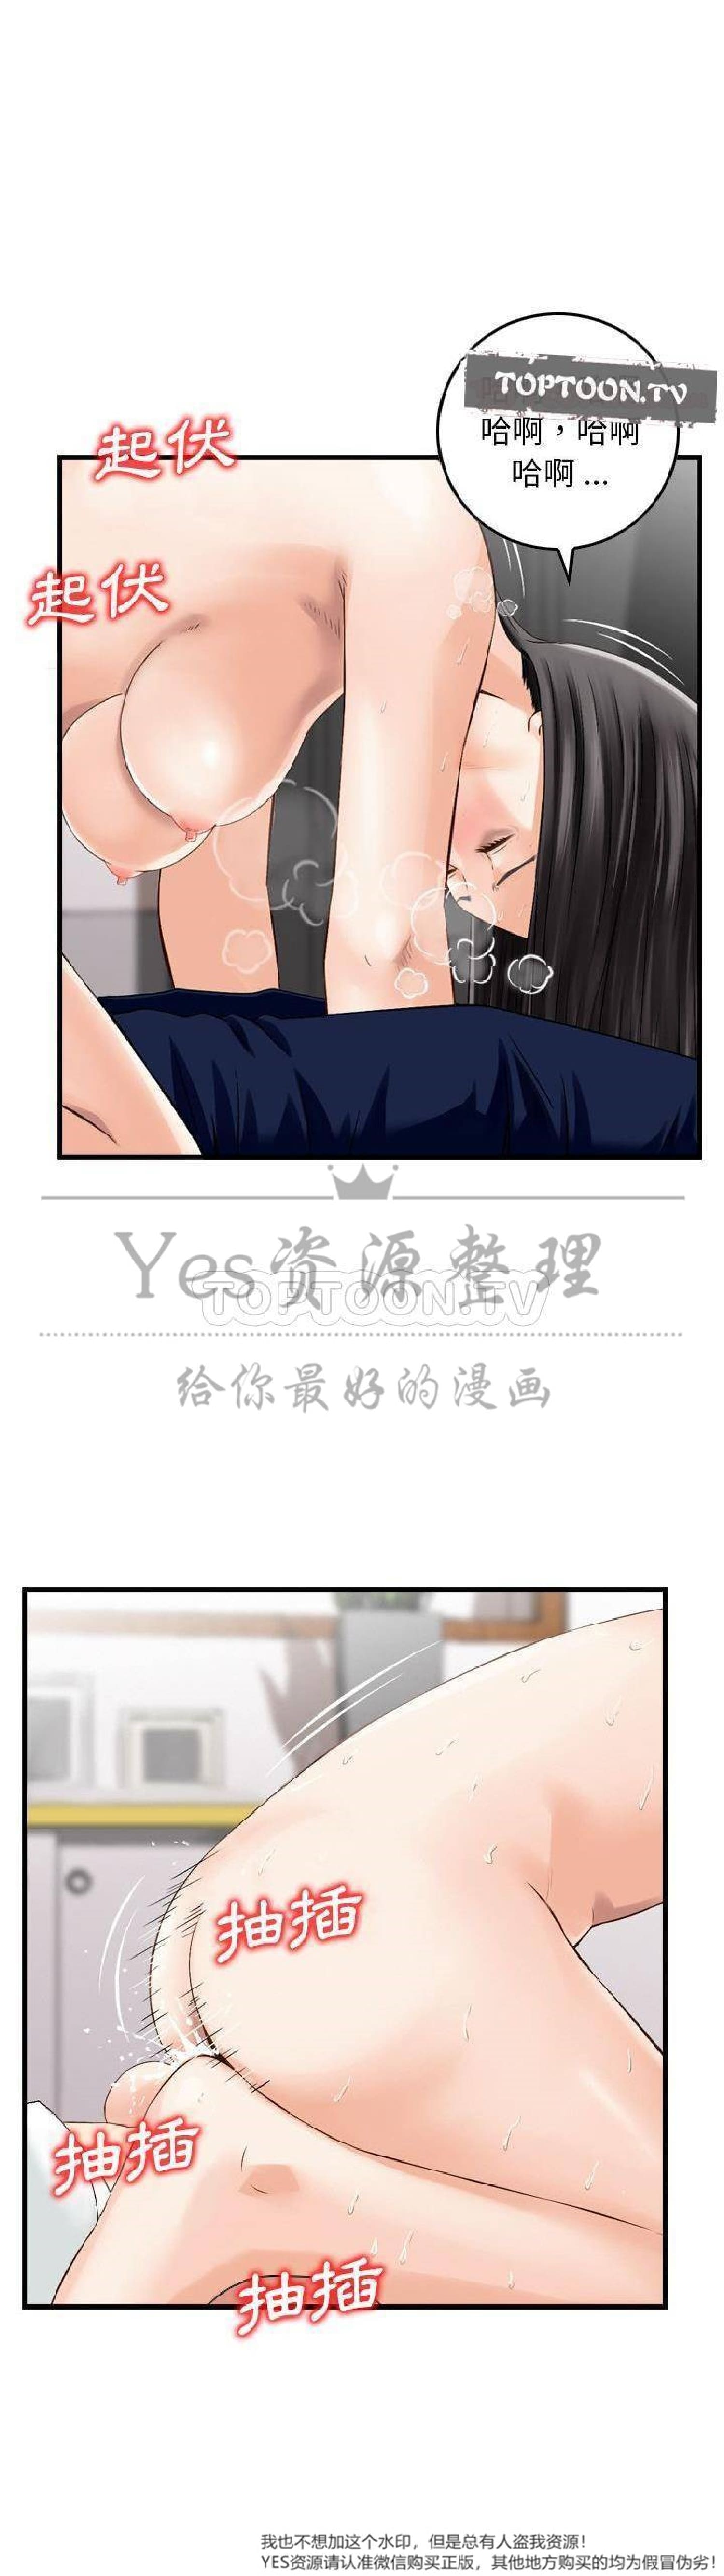 TOPTOON.TV
哈啊，哈啊
哈啊...
起伏
起伏
Yes资源整理
TOPTOON.TV
给你最好的漫画
抽插
抽插
抽插
我也不想加这个水印，但是总有人盗我资源！
YES资源请认准微信购买正版，其他地方购买的均为假冒伪劣！